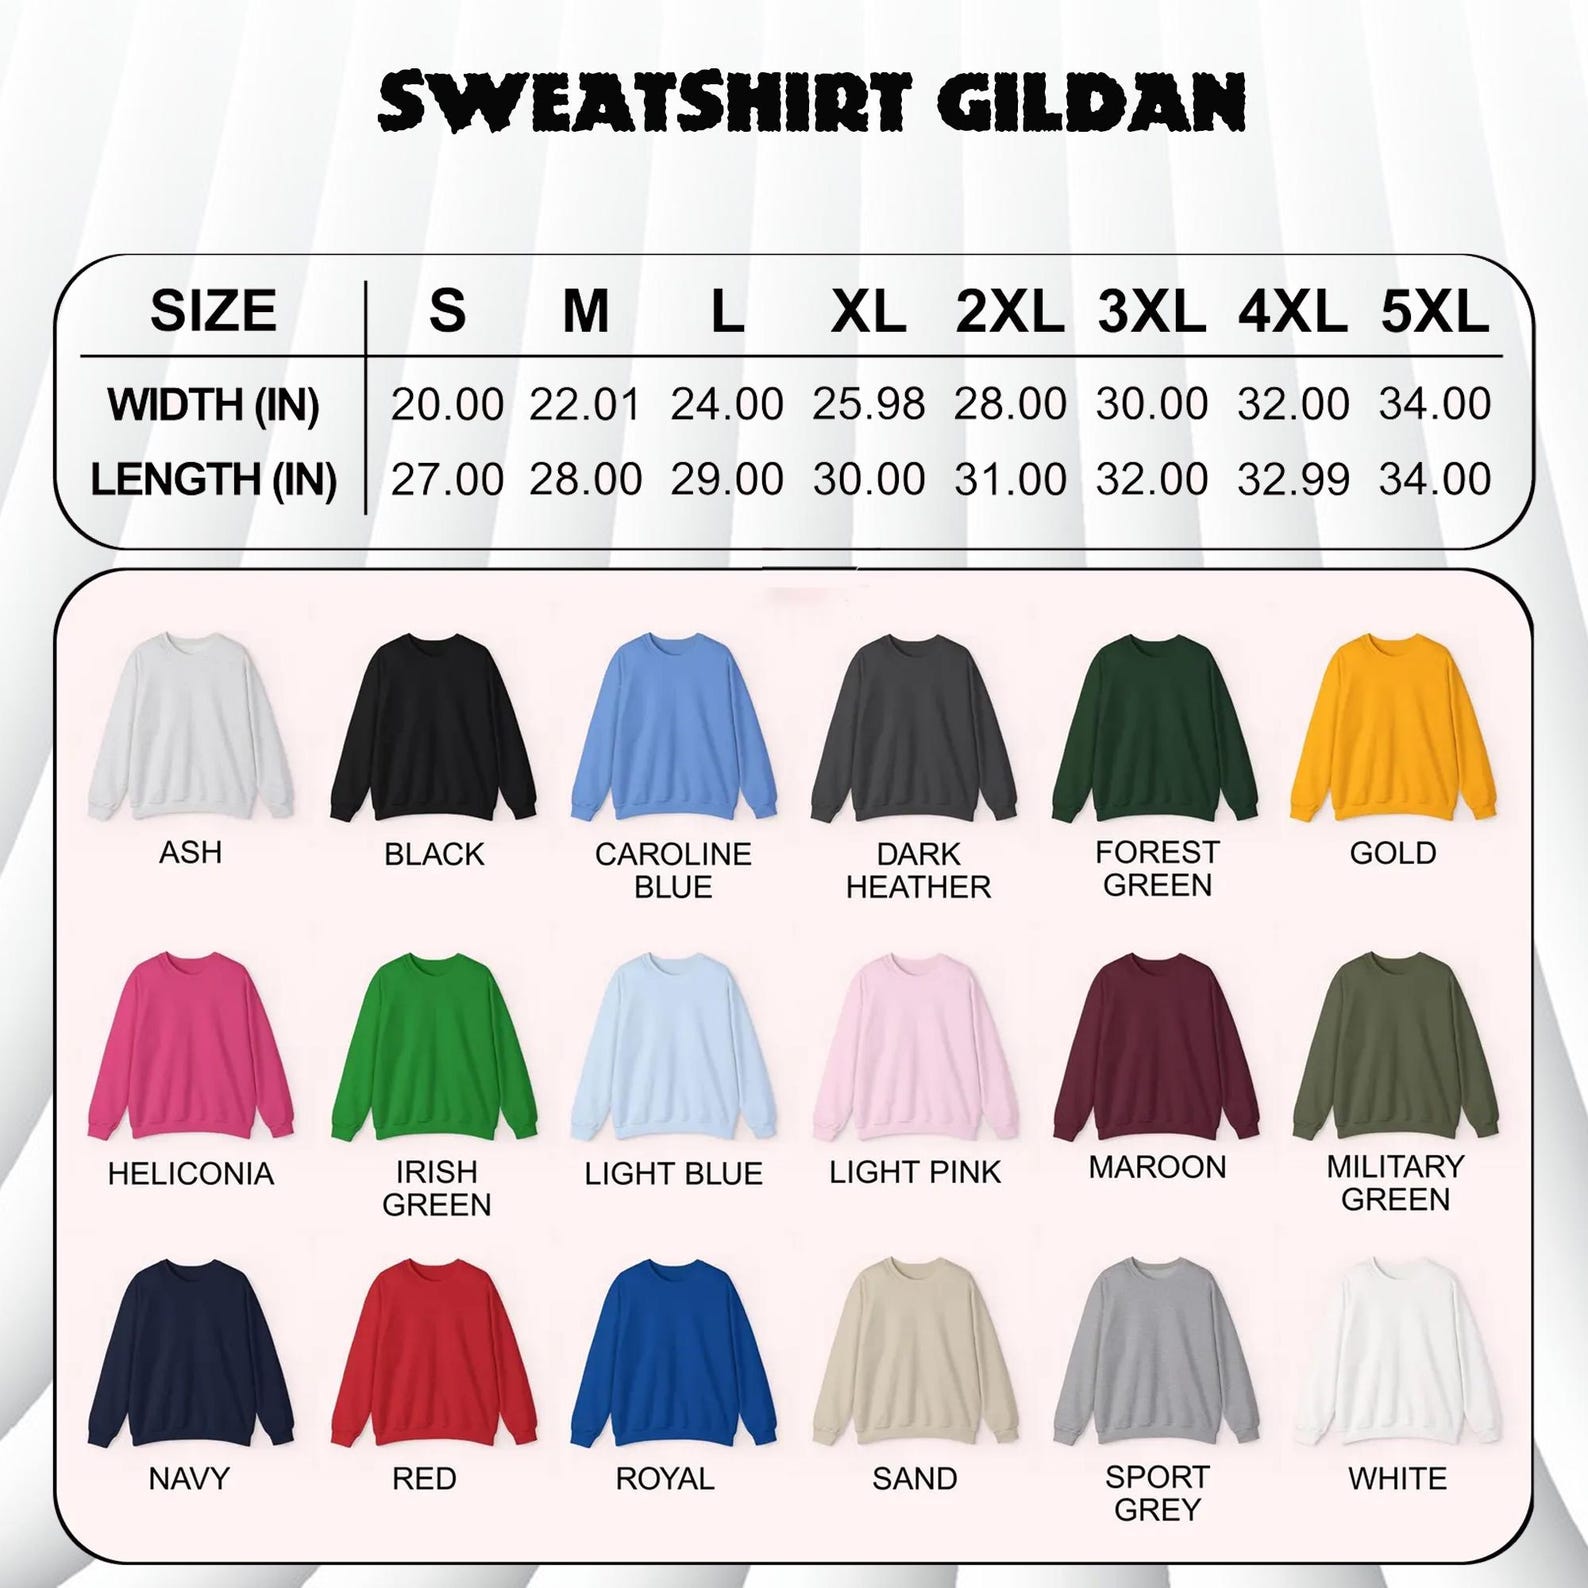 SWEATSHIRT GILDAN
SIZE S M L XL 2XL 3XL 4XL 5XL
WIDTH (IN) 20.00 22.01 24.00 25.98 28.00 30.00 32.00 34.00
LENGTH (IN) 27.00 28.00 29.00 30.00 31.00 32.00 32.99 34.00
ASH
BLACK
CAROLINE
BLUE
DARK
HEATHER
FOREST
GREEN
GOLD
HELICONIA
IRISH
GREEN
LIGHT BLUE
LIGHT PINK
MAROON
MILITARY
GREEN
NAVY
RED
ROYAL
SAND
SPORT
GREY
WHITE